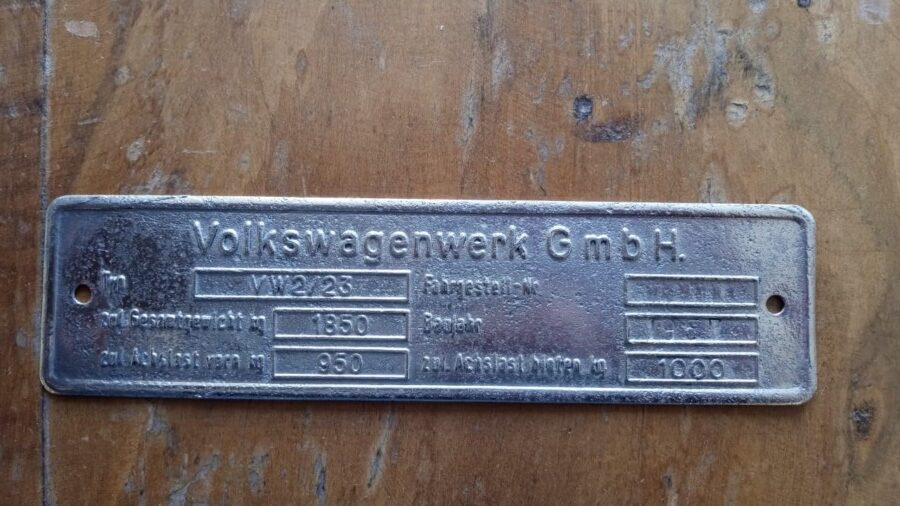 Volkswagenwerk GmbH.
Typ VW2/23 Fahrgestell-Nr
zul. Gesamtgewicht kg 1850 Baujahr
zul. Achslast vorn kg 950 zul. Achslast hinten kg 1000